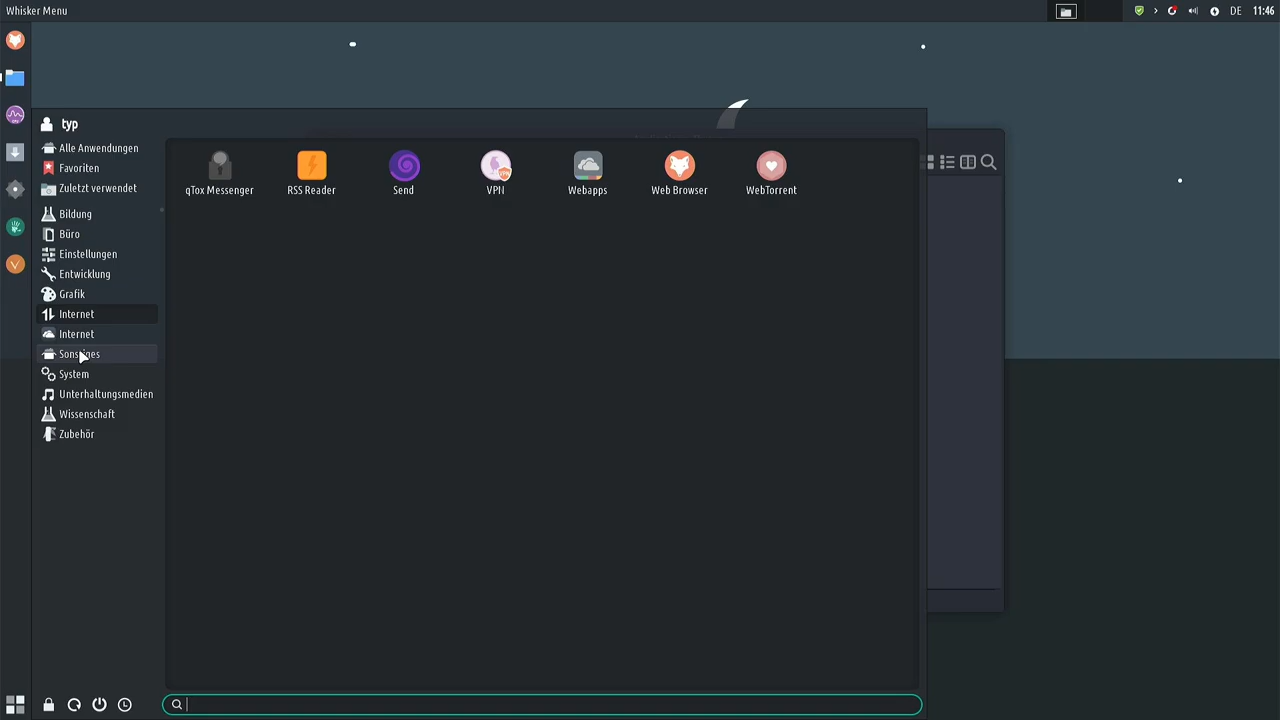 Whisker Menu
DE
11:46
typ
Alle Anwendungen
Favoriten
Zuletzt verwendet
Bildung
Büro
Einstellungen
Entwicklung
Grafik
Internet
Internet
Sonstiges
System
Unterhaltungsmedien
Wissenschaft
Zubehör
qTox Messenger
RSS Reader
Send
VPN
Webapps
Web Browser
WebTorrent